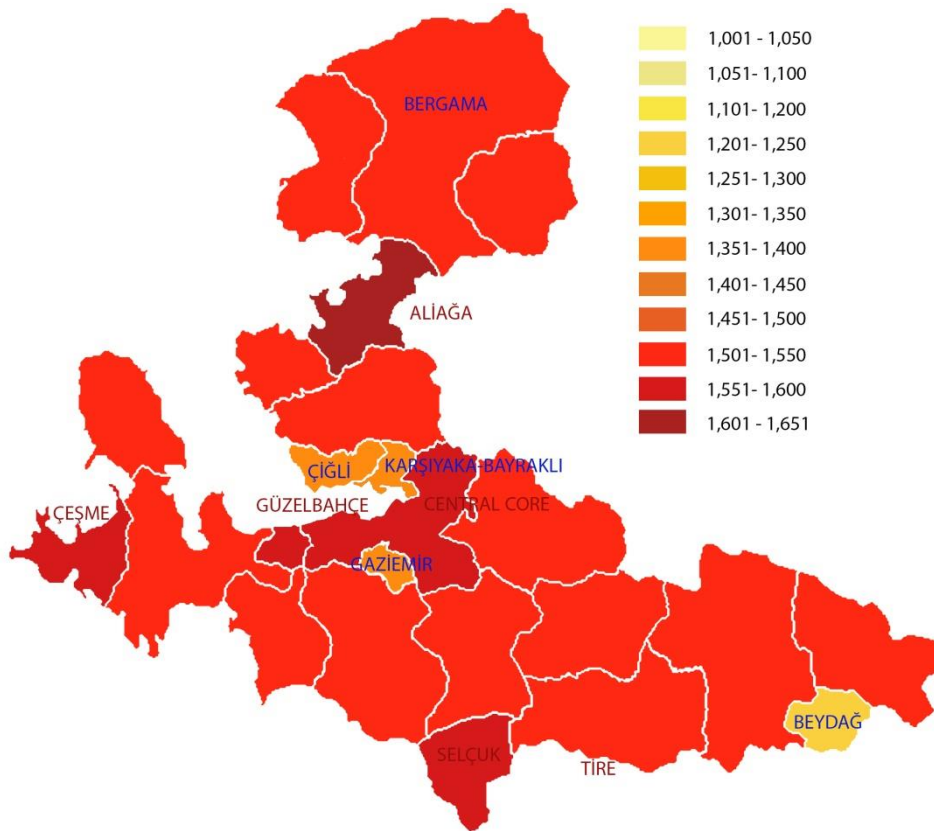 1,001 - 1,050
1,051- 1,100
BERGAMA
1,101- 1,200
1,201- 1,250
1,251- 1,300
1,301- 1,350
1,351- 1,400
1,401- 1,450
ALİAĞA
1,451- 1,500
1,501- 1,550
1,551- 1,600
1,601 - 1,651
ÇİĞLİ
KARŞIYAKA-BAYRAKLI
GÜZELBAHÇE
CENTRAL CORE
ÇEŞME
GAZİEMİR
BEYDAĞ
SELÇUK
TİRE